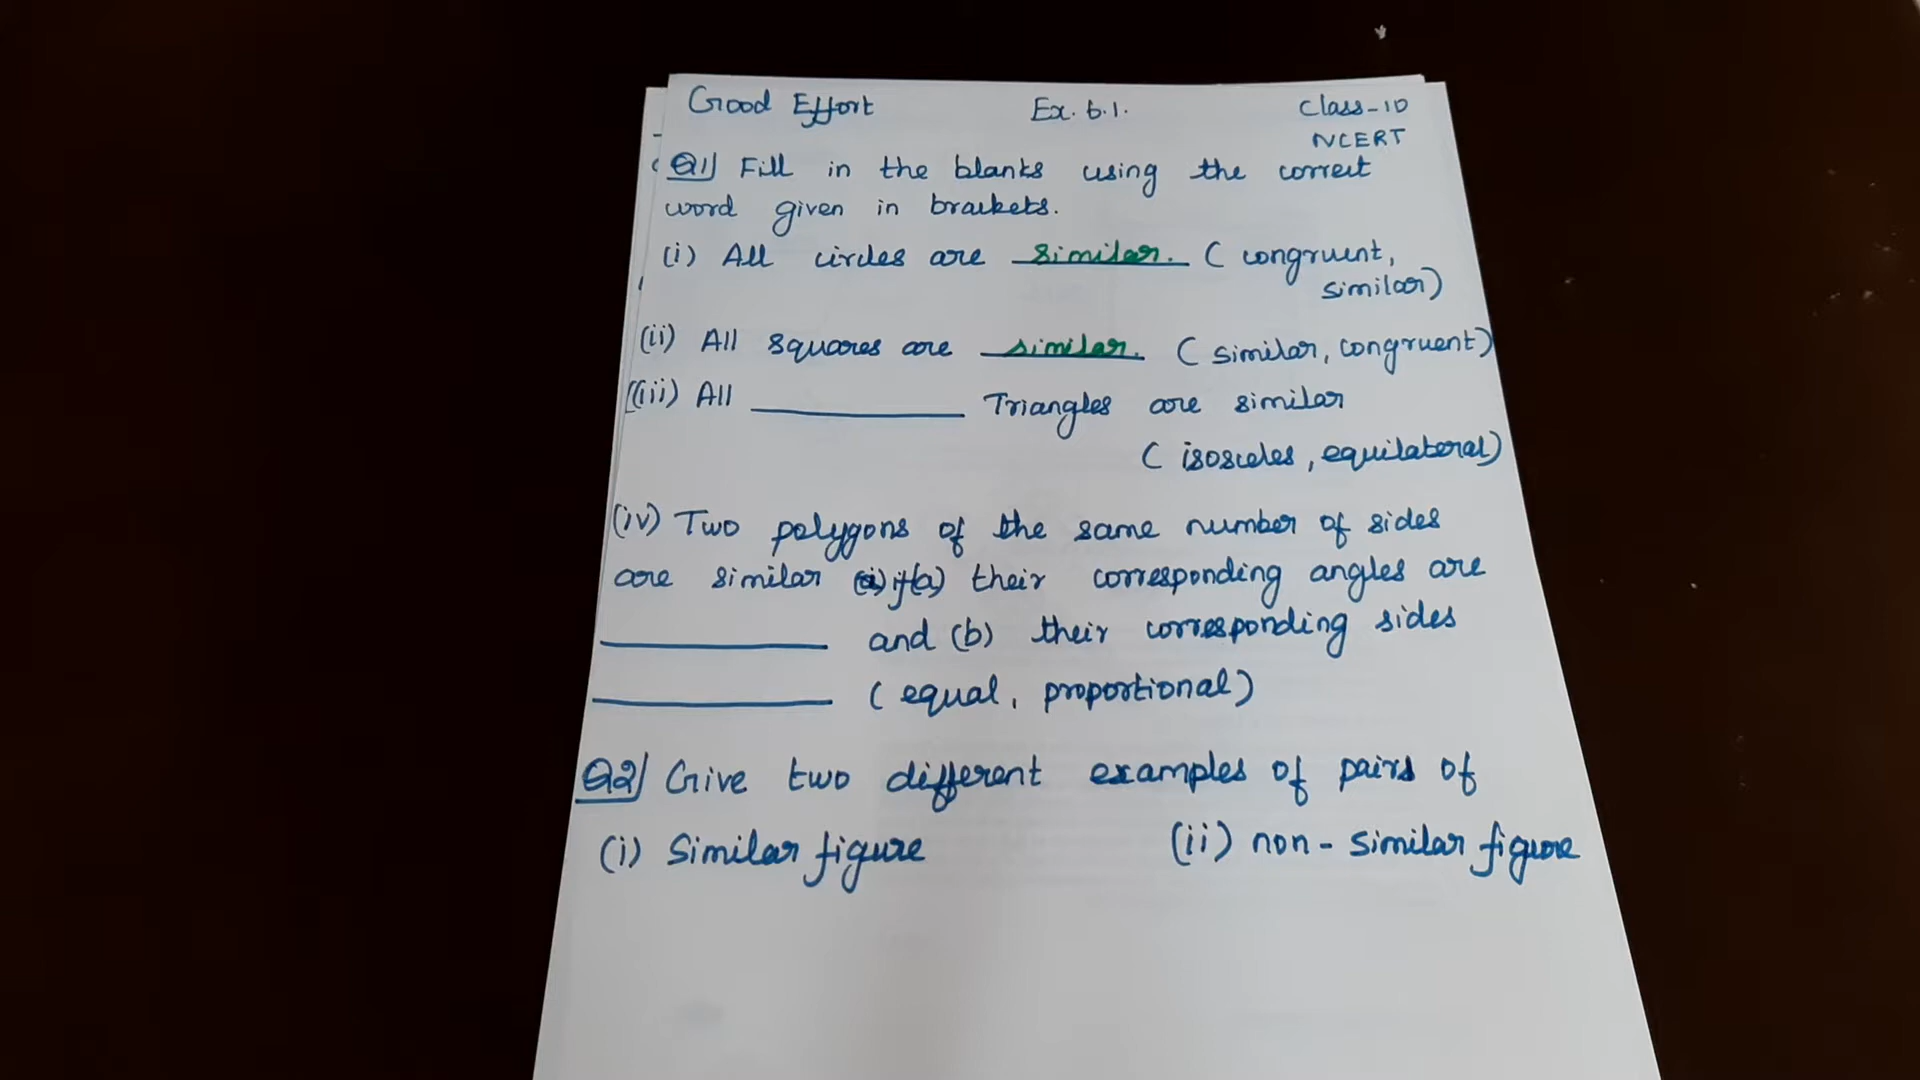 Good Effort Ex. 6.1. Class-10
NCERT
Q1) Fill in the blanks using the correct
word given in brackets.
(i) All circles are similar. ( congruent,
similar)
(ii) All squares are similar. ( similar, congruent)
(iii) All __________ Triangles are similar
( isosceles, equilateral)
(iv) Two polygons of the same number of sides
are similar if (a) their corresponding angles are
__________ and (b) their corresponding sides
__________ ( equal, proportional)
Q2) Give two different examples of pairs of
(i) Similar figure (ii) non-similar figure